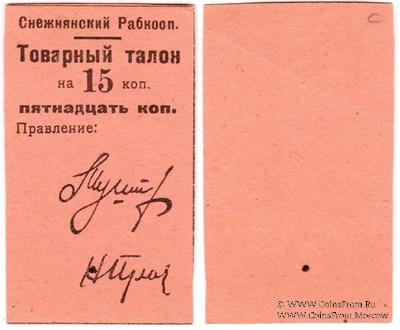 Снежнянский Рабкооп.
Товарный талон
на 15 коп.
пятнадцать коп.
Правление:
С
© WWW.CoinsFrom.RU
© WWW.CoinsFrom.Moscow